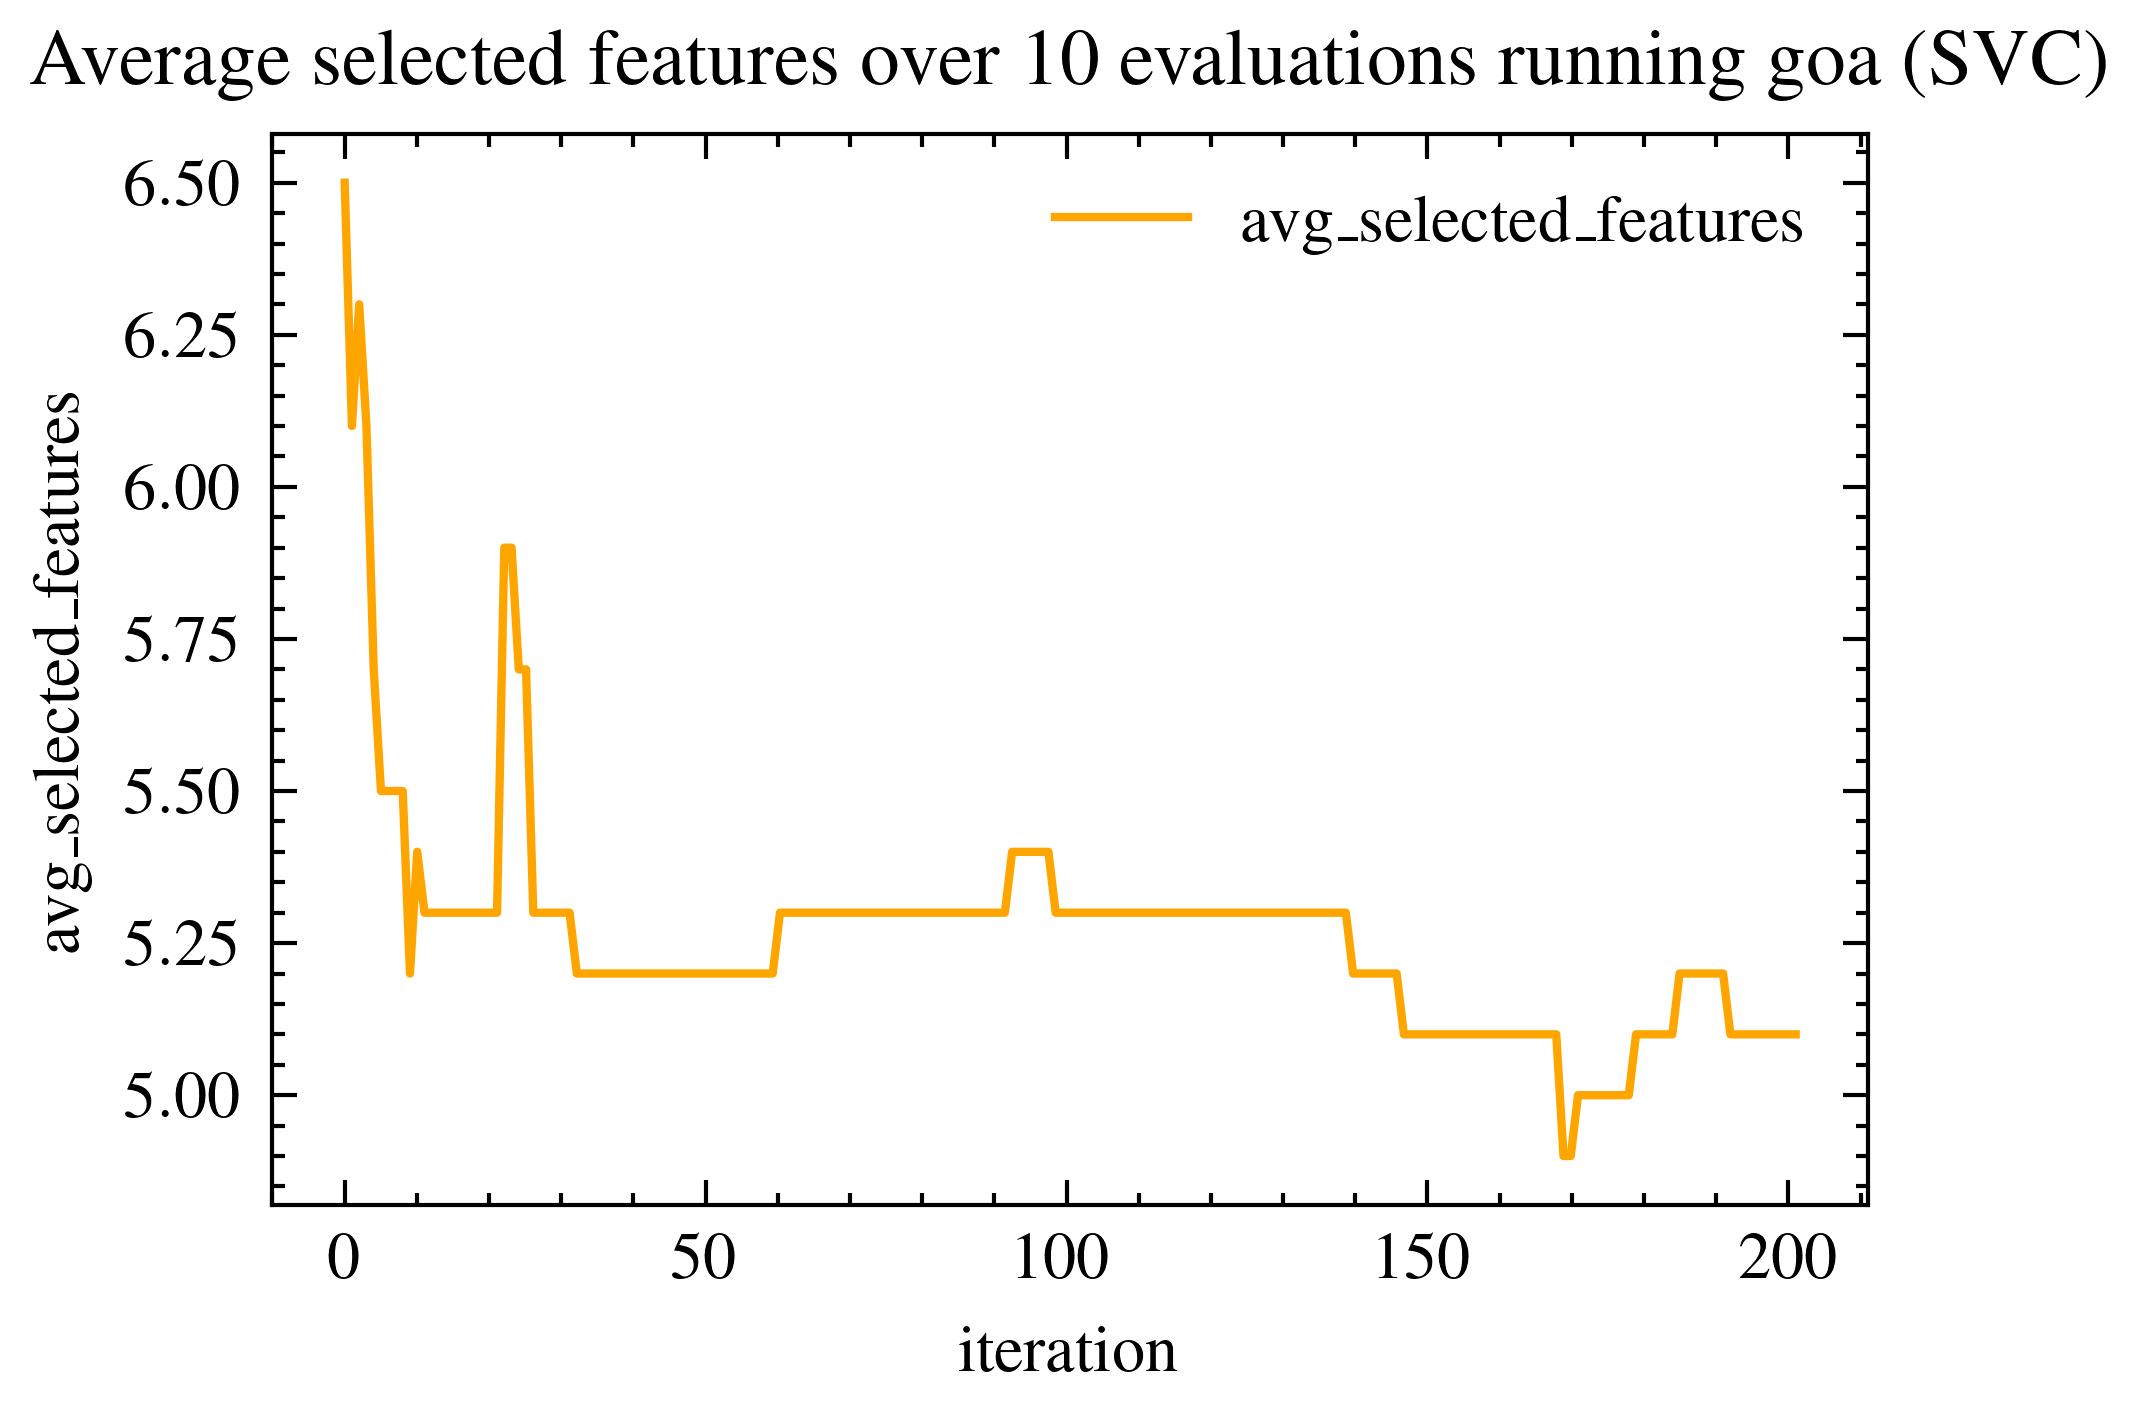 Average selected features over 10 evaluations running goa (SVC)
avg_selected_features
6.50
6.25
6.00
5.75
5.50
5.25
5.00
avg_selected_features
0 50 100 150 200
iteration